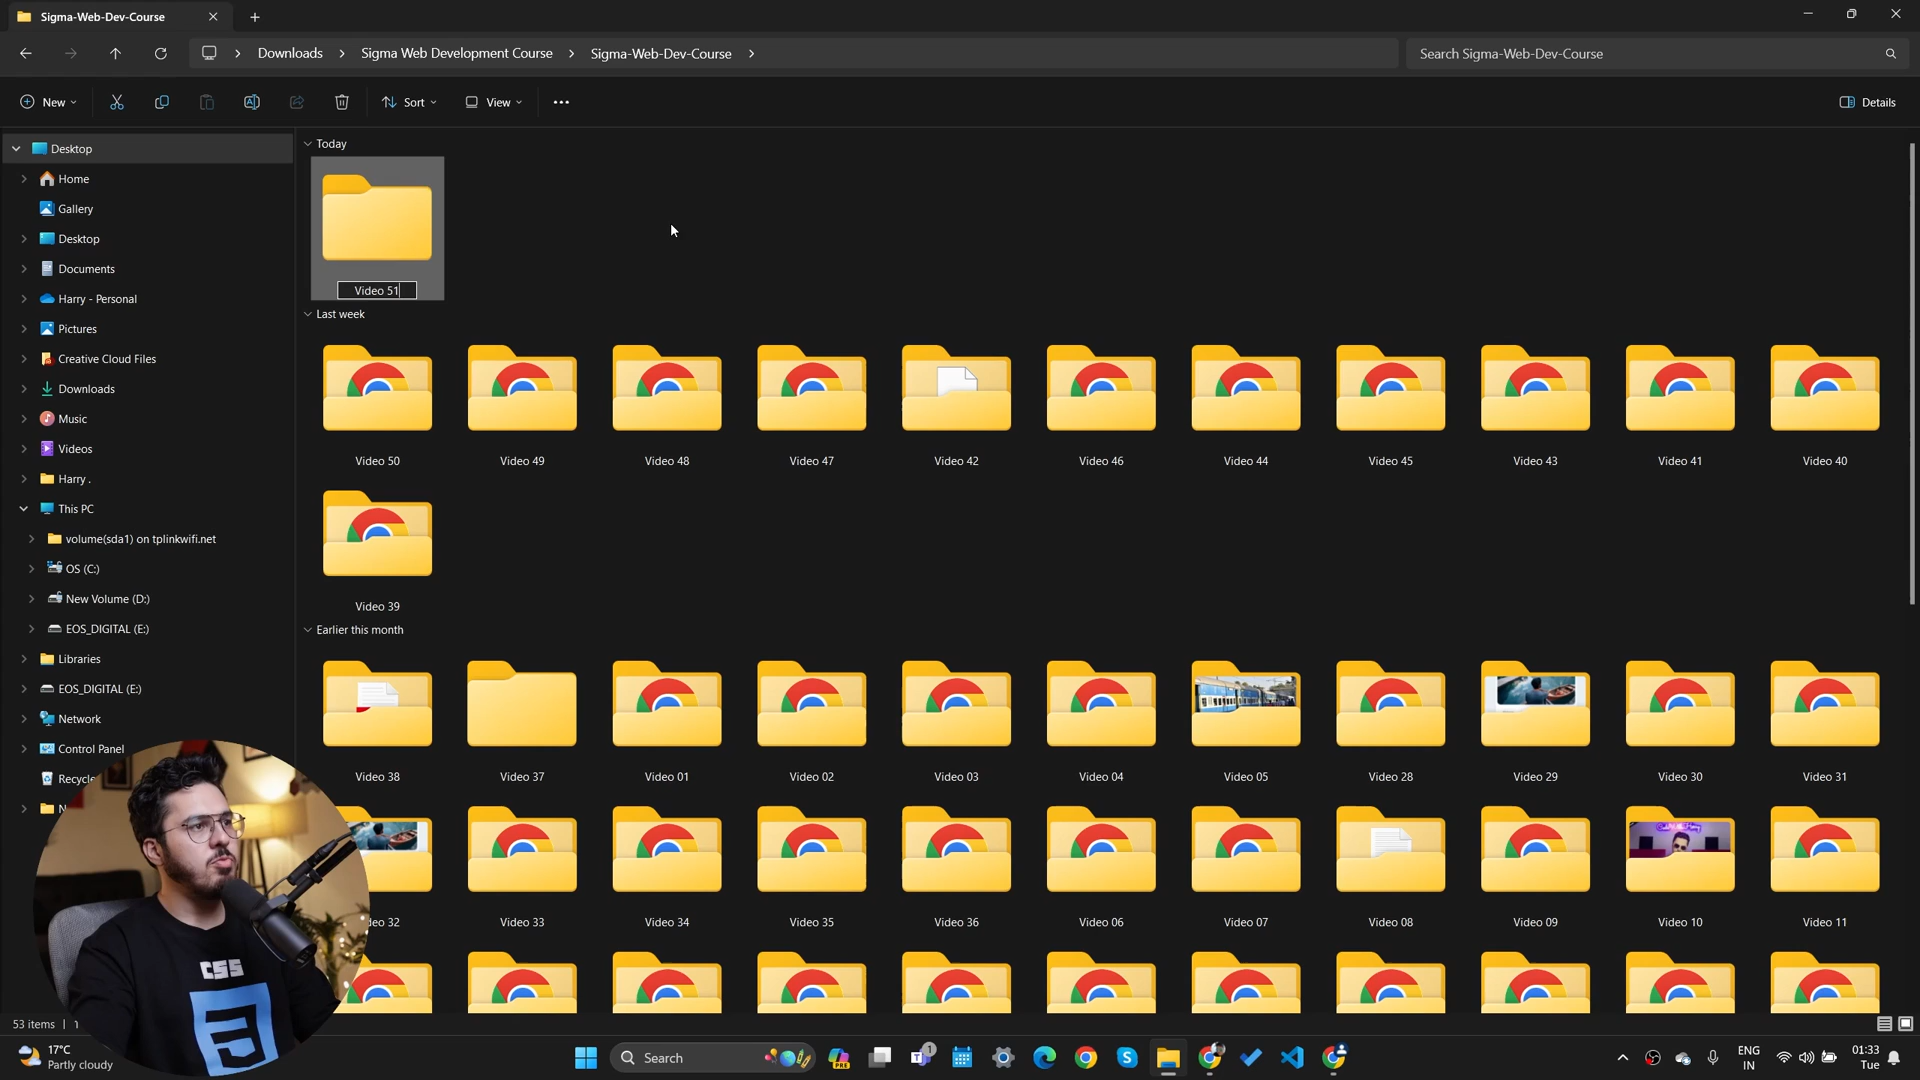 Sigma-Web-Dev-Course
Downloads Sigma Web Development Course Sigma-Web-Dev-Course
Search Sigma-Web-Dev-Course
New
Sort
View
Details
Desktop
Home
Gallery
Desktop
Documents
Harry - Personal
Pictures
Creative Cloud Files
Downloads
Music
Videos
Harry .
This PC
volume(sda1) on tplinkwifi.net
OS (C:)
New Volume (D:)
EOS_DIGITAL (E:)
Libraries
EOS_DIGITAL (E:)
Network
Control Panel
Today
Video 51
Last week
Video 50 Video 49 Video 48 Video 47 Video 42 Video 46 Video 44 Video 45 Video 43 Video 41 Video 40
Video 39
Earlier this month
Video 38 Video 37 Video 01 Video 02 Video 03 Video 04 Video 05 Video 28 Video 29 Video 30 Video 31
32 Video 33 Video 34 Video 35 Video 36 Video 06 Video 07 Video 08 Video 09 Video 10 Video 11
CSS
53 items
17°C
Partly cloudy
Search
PRE
1
ENG
IN
01:33
Tue